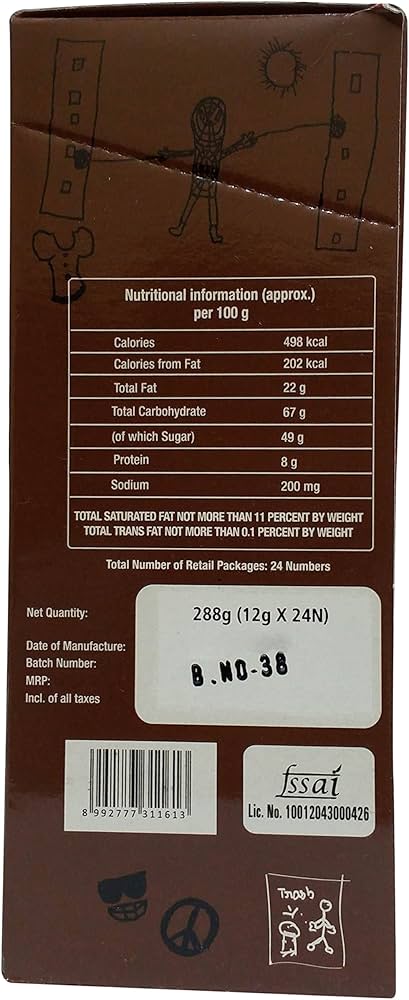 Nutritional information (approx.)
per 100 g
Calories 498 kcal
Calories from Fat 202 kcal
Total Fat 22 g
Total Carbohydrate 67 g
(of which Sugar) 49 g
Protein 8 g
Sodium 200 mg
TOTAL SATURATED FAT NOT MORE THAN 11 PERCENT BY WEIGHT
TOTAL TRANS FAT NOT MORE THAN 0.1 PERCENT BY WEIGHT
Total Number of Retail Packages: 24 Numbers
Net Quantity: 288g (12g X 24N)
Date of Manufacture:
Batch Number: B.NO-38
MRP:
Incl. of all taxes
8 992777 311613
fssai
Lic. No. 10012043000426